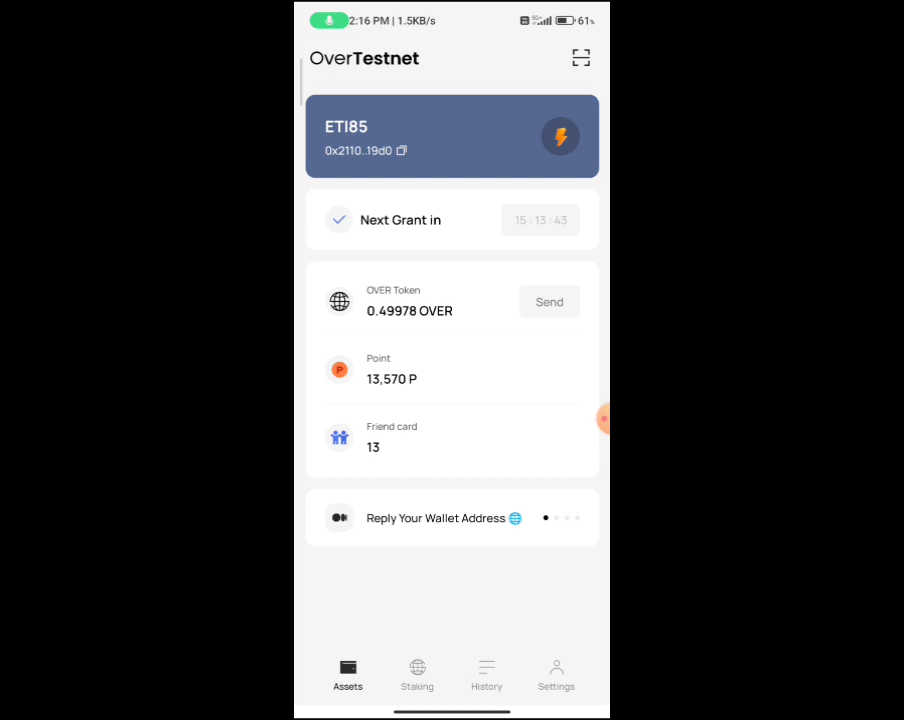 2:16 PM | 1.5KB/s
61%
OverTestnet
ETI85
0x2110..19d0
Next Grant in
15 : 13 : 43
OVER Token
0.49978 OVER
Send
P
Point
13,570 P
Friend card
13
Reply Your Wallet Address
Assets
Staking
History
Settings